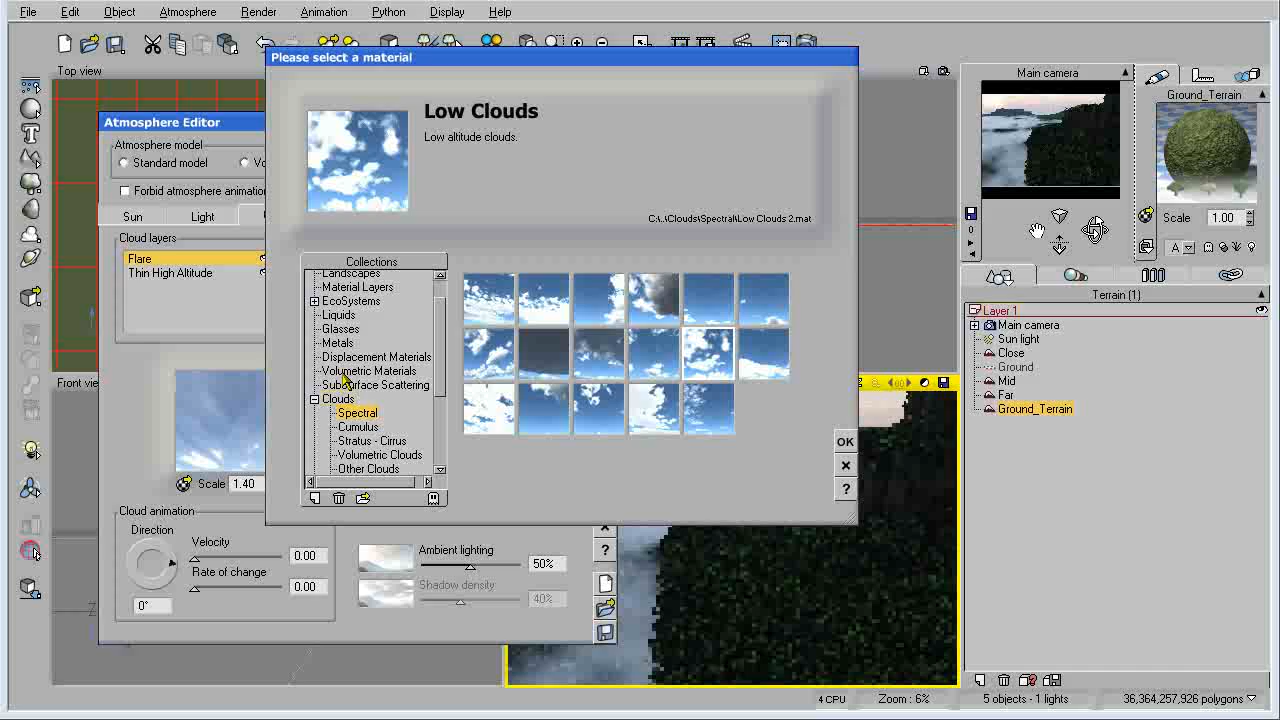 File Edit Object Atmosphere Render Animation Python Display Help
Please select a material
Top view
Main camera
Ground_Terrain
Low Clouds
Low altitude clouds.
Atmosphere Editor
Atmosphere model
Standard model
Forbid atmosphere animation
Sun Light
C:\..\Clouds\Spectral\Low Clouds 2.mat
Scale 1.00
0
A
Cloud layers
Flare
Thin High Altitude
Collections
Landscapes
Material Layers
EcoSystems
Liquids
Glasses
Metals
Displacement Materials
Volumetric Materials
Subsurface Scattering
Clouds
Spectral
Cumulus
Stratus - Cirrus
Volumetric Clouds
Other Clouds
OK
?
Terrain (1)
Layer 1
Main camera
Sun light
Close
Ground
Mid
Far
Ground_Terrain
Front view
Scale 1.40
Cloud animation
Direction
Velocity 0.00
Rate of change 0.00
0°
Ambient lighting 50%
Shadow density 40%
?
4 CPU Zoom : 6% 5 objects - 1 lights 36,364,257,926 polygons